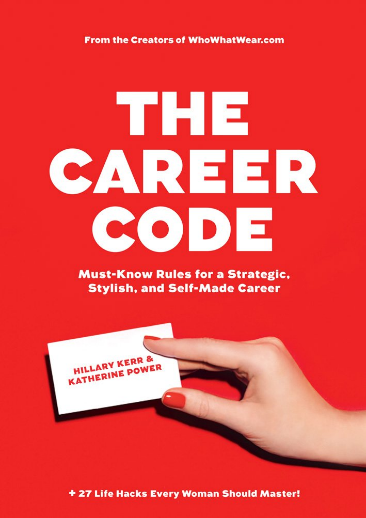 From the Creators of WhoWhatWear.com
THE
CAREER
CODE
Must-Know Rules for a Strategic,
Stylish, and Self-Made Career
HILLARY KERR &
KATHERINE POWER
+ 27 Life Hacks Every Woman Should Master!